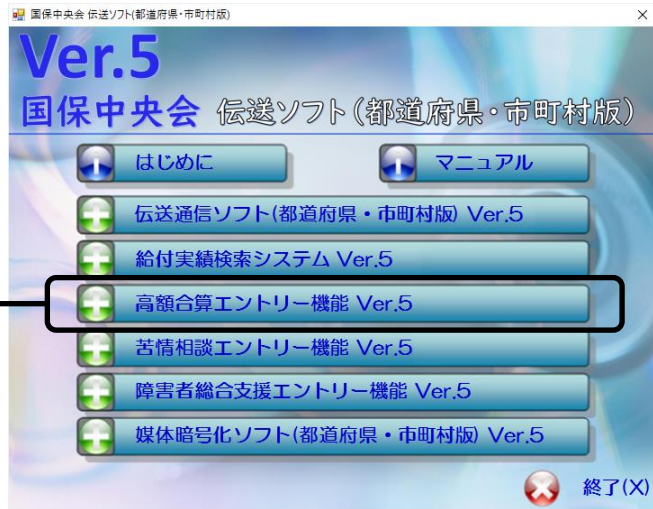 国保中央会 伝送ソフト(都道府県・市町村版)
Ver.5
国保中央会 伝送ソフト(都道府県・市町村版)
はじめに マニュアル
伝送通信ソフト(都道府県・市町村版) Ver.5
給付実績検索システム Ver.5
高額合算エントリー機能 Ver.5
苦情相談エントリー機能 Ver.5
障害者総合支援エントリー機能 Ver.5
媒体暗号化ソフト(都道府県・市町村版) Ver.5
終了(X)